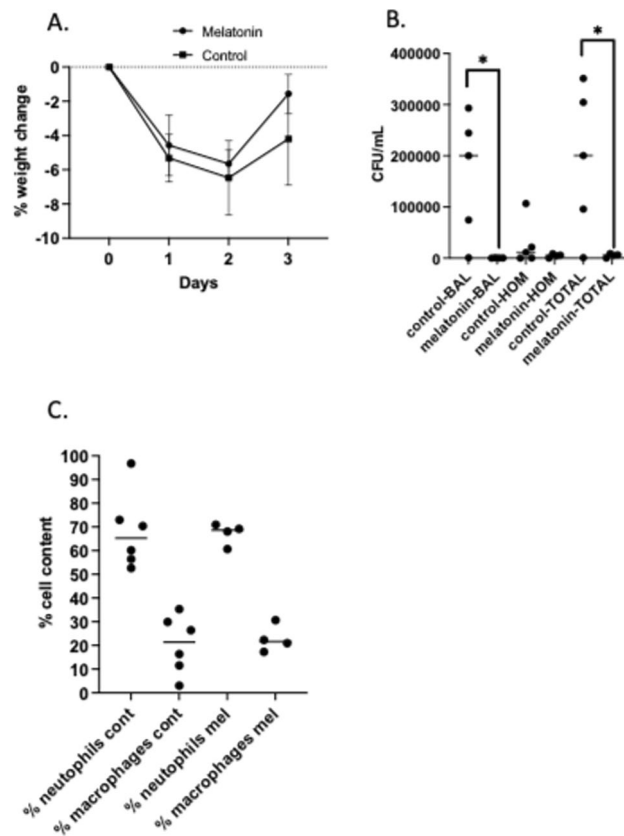 A.
Melatonin
Control
0
-2
-4
-6
-8
-10
% weight change
0 1 2 3
Days
B.
*
*
400000
300000
200000
100000
0
CFU/mL
control-BAL
melatonin-BAL
control-HOM
melatonin-HOM
control-TOTAL
melatonin-TOTAL
C.
100
90
80
70
60
50
40
30
20
10
0
% cell content
% neutophils cont
% macrophages cont
% neutophils mel
% macrophages mel